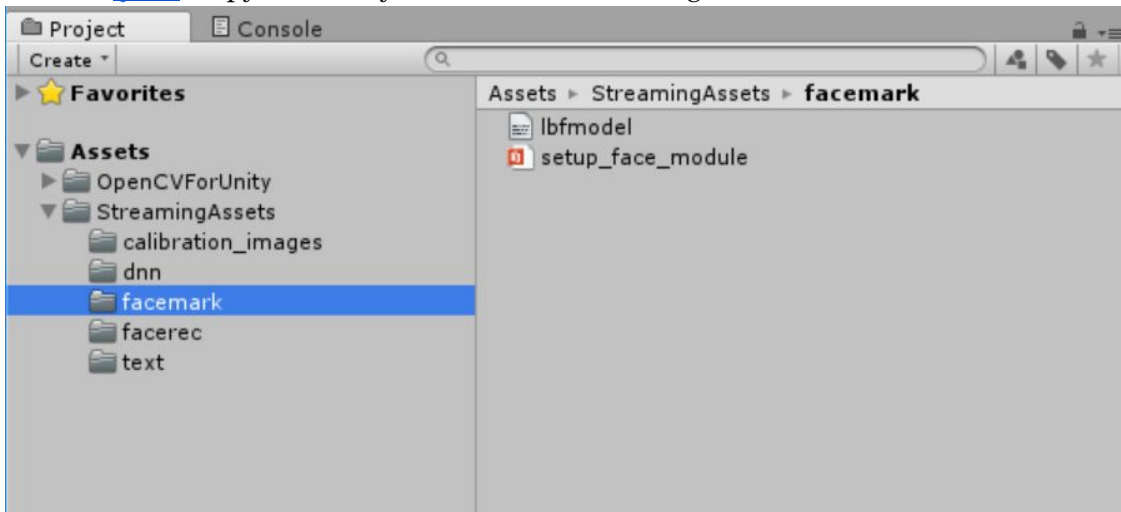 Project
Console
Create
Favorites
Assets
OpenCVForUnity
StreamingAssets
calibration_images
dnn
facemark
facerec
text
Assets ▸ StreamingAssets ▸ facemark
lbfmodel
setup_face_module